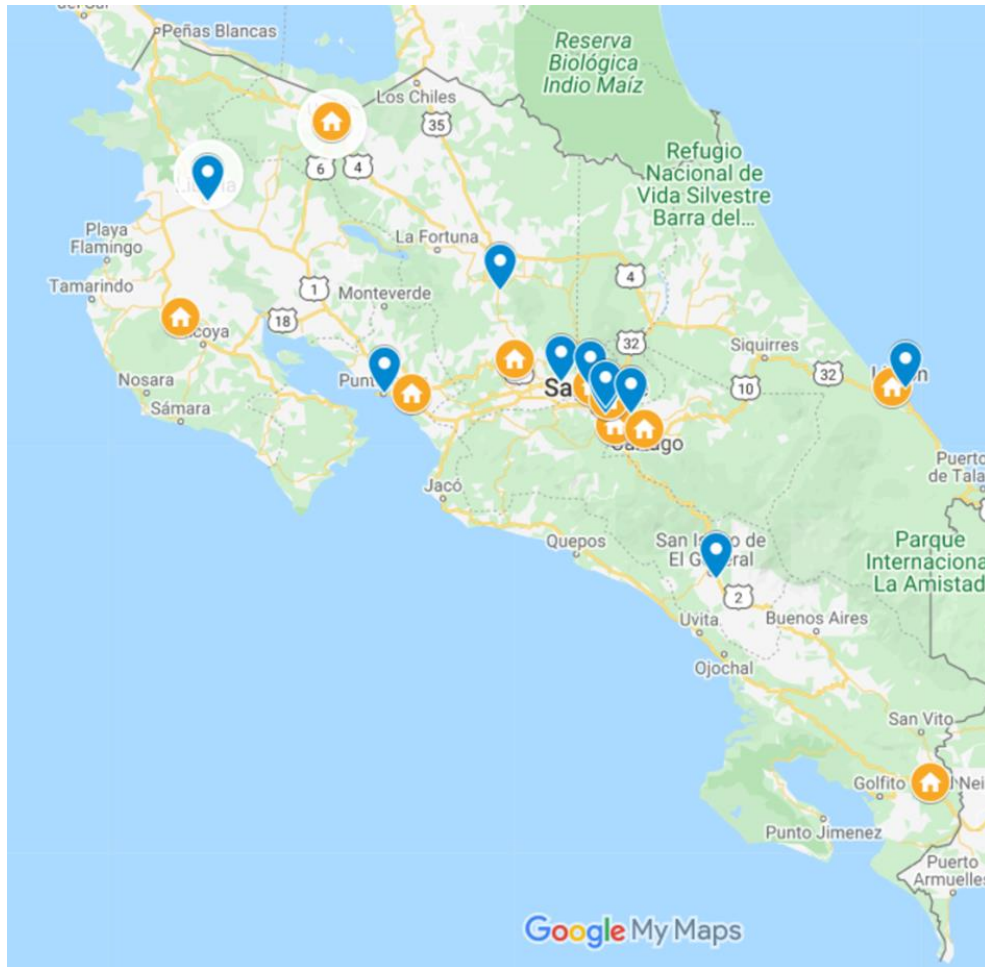 Peñas Blancas
Reserva
Biológica
Indio Maíz
Los Chiles
35
6
4
Refugio
Nacional de
Vida Silvestre
Barra del...
Playa
Flamingo
La Fortuna
Tamarindo
1
Monteverde
4
18
32
Siquirres
Nosara
10
32
Sámara
Jacó
Puerto
de Tala
Quepos
San
de
El
Parque
Internaciona
La Amistad
2
Uvita
Buenos Aires
Ojochal
San Vito
Golfito
Punto Jimenez
Puerto
Armuelles
Google My Maps